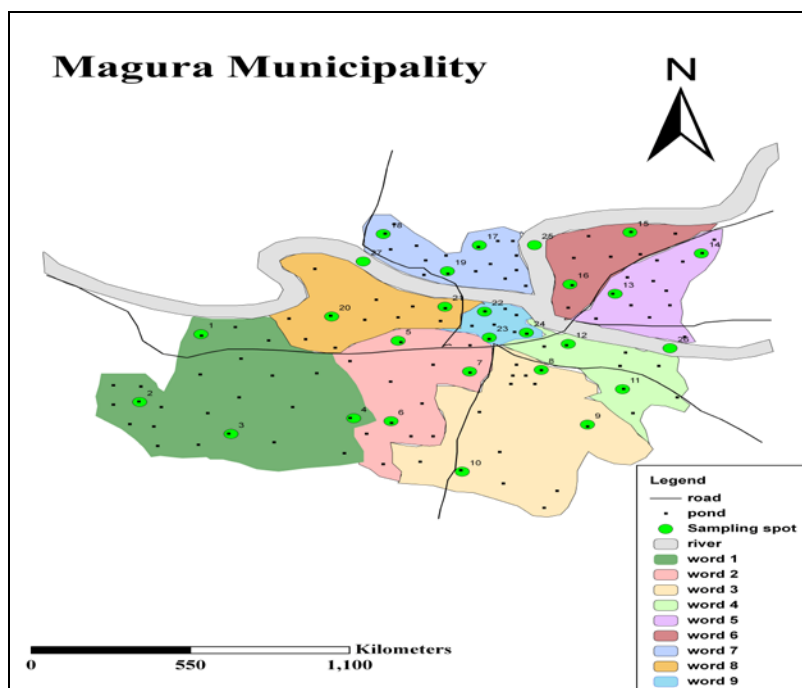 Magura Municipality
N
18
17
25
15
14
27
19
16
13
20
21
22
1
5
23
24
12
26
7
8
2
4
6
11
3
9
10
Legend
road
pond
Sampling spot
river
word 1
word 2
word 3
word 4
word 5
word 6
word 7
word 8
word 9
Kilometers
0 550 1,100